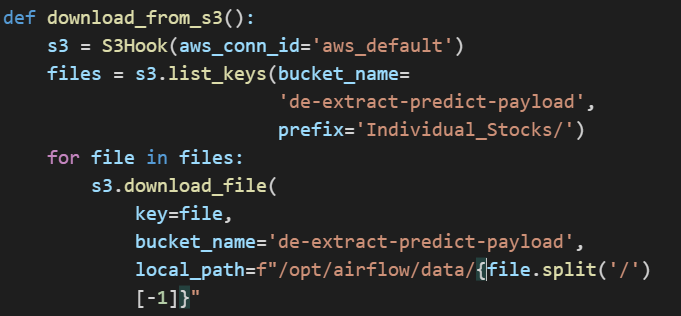 def download_from_s3():
    s3 = S3Hook(aws_conn_id='aws_default')
    files = s3.list_keys(bucket_name=
                         'de-extract-predict-payload',
                         prefix='Individual_Stocks/')
    for file in files:
        s3.download_file(
            key=file,
            bucket_name='de-extract-predict-payload',
            local_path=f"/opt/airflow/data/{file.split('/')
            [-1]}"